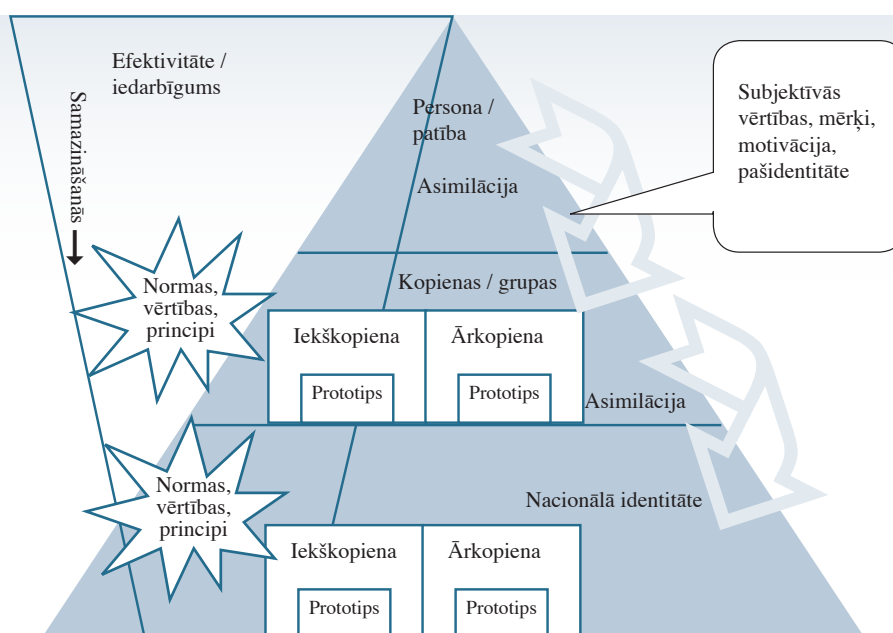 Efektivitāte /
iedarbīgums
Samazināšanās
Persona /
patība
Asimilācija
Subjektīvās
vērtības, mērķi,
motivācija,
pašidentitāte
Kopienas / grupas
Normas,
vērtības,
principi
Iekškopiena
Ārkopiena
Prototips
Prototips
Asimilācija
Normas,
vērtības,
principi
Nacionālā identitāte
Iekškopiena
Ārkopiena
Prototips
Prototips